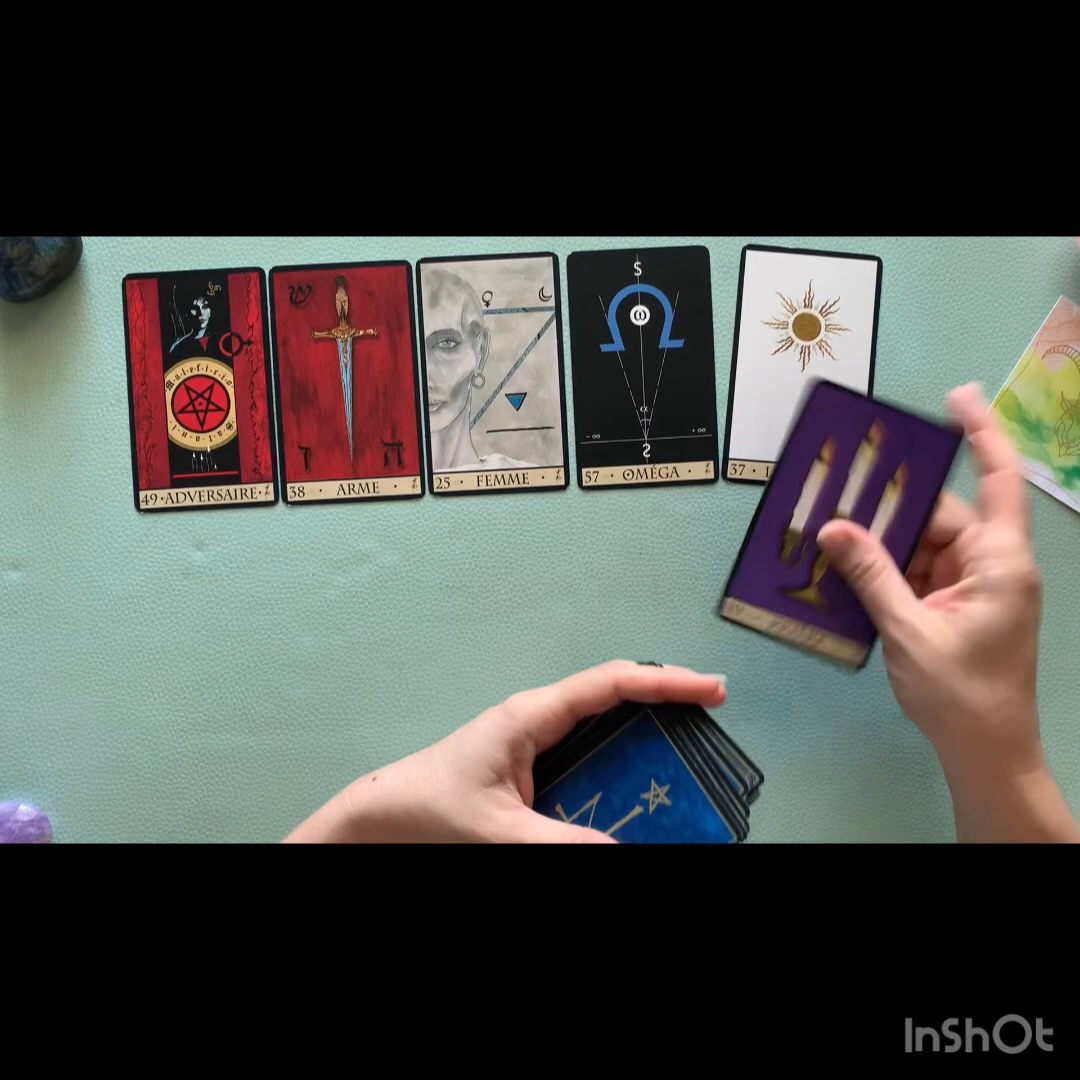 49 · ADVERSAIRE ·
38 · ARME ·
25 · FEMME ·
57 · OMÉGA ·
37 ·
α
- ∞
+ ∞
InShOt